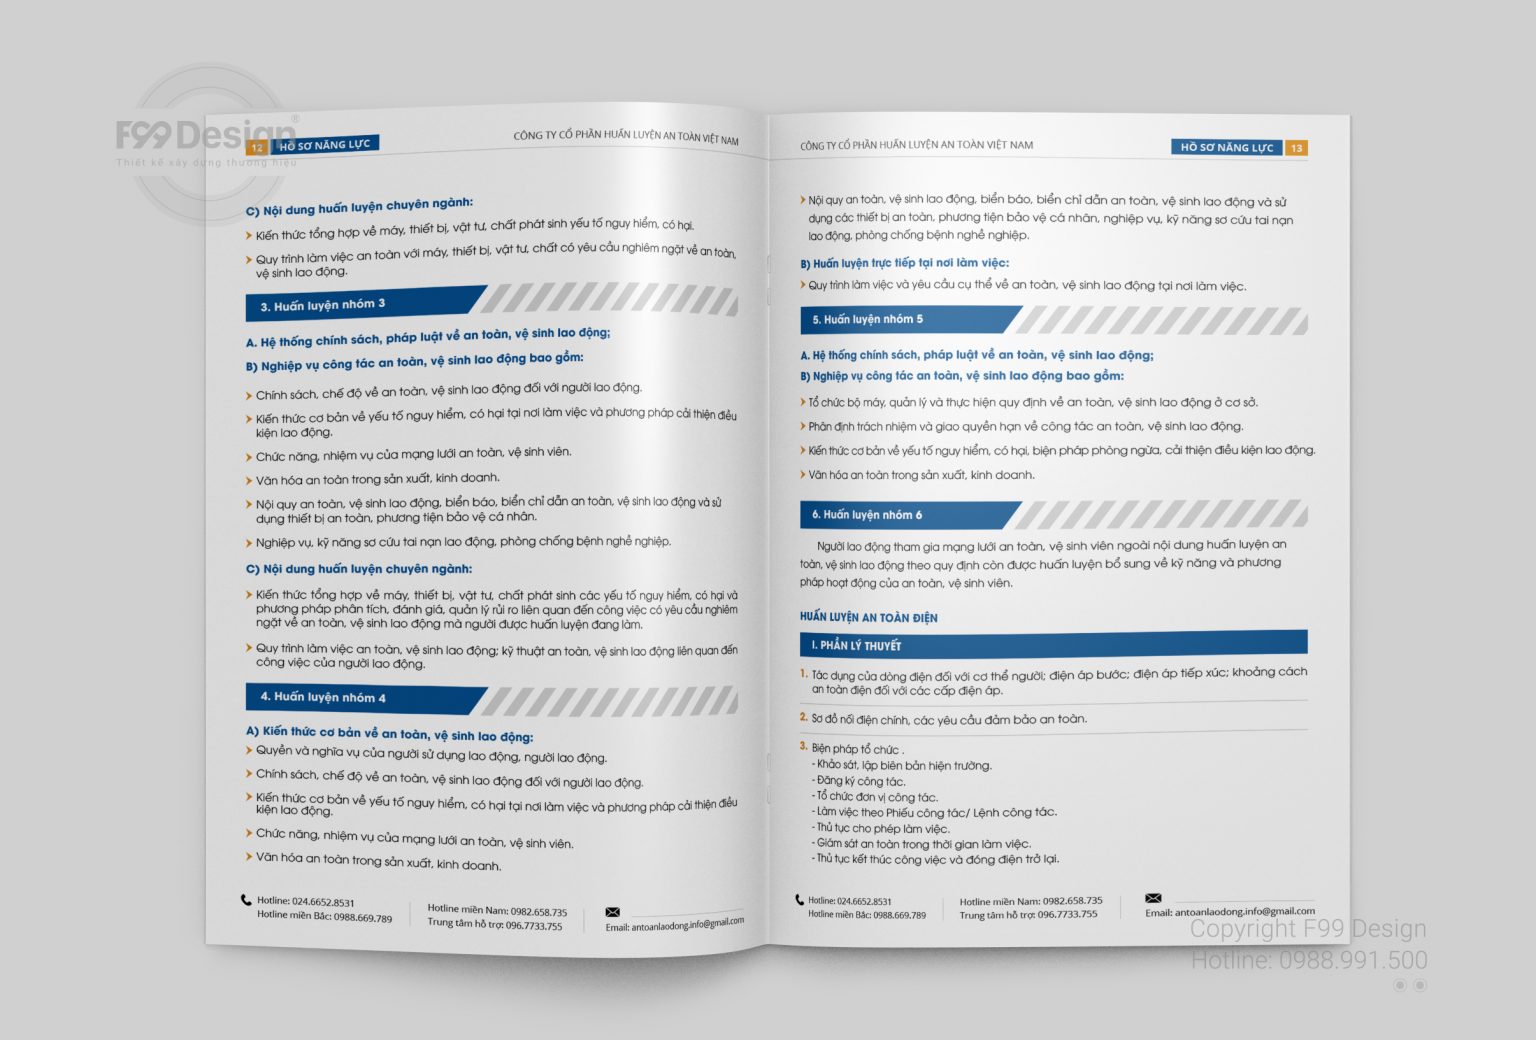 F99 Design®
Thiết kế xây dựng thương hiệu
12 HỒ SƠ NĂNG LỰC
CÔNG TY CỔ PHẦN HUẤN LUYỆN AN TOÀN VIỆT NAM
C) Nội dung huấn luyện chuyên ngành:
Kiến thức tổng hợp về máy, thiết bị, vật tư, chất phát sinh yếu tố nguy hiểm, có hại.
Quy trình làm việc an toàn với máy, thiết bị, vật tư, chất có yêu cầu nghiêm ngặt về an toàn,
vệ sinh lao động.
3. Huấn luyện nhóm 3
A. Hệ thống chính sách, pháp luật về an toàn, vệ sinh lao động;
B) Nghiệp vụ công tác an toàn, vệ sinh lao động bao gồm:
Chính sách, chế độ về an toàn, vệ sinh lao động đối với người lao động.
Kiến thức cơ bản về yếu tố nguy hiểm, có hại tại nơi làm việc và phương pháp cải thiện điều
kiện lao động.
Chức năng, nhiệm vụ của mạng lưới an toàn, vệ sinh viên.
Văn hóa an toàn trong sản xuất, kinh doanh.
Nội quy an toàn, vệ sinh lao động, biển báo, biển chỉ dẫn an toàn, vệ sinh lao động và sử
dụng thiết bị an toàn, phương tiện bảo vệ cá nhân.
Nghiệp vụ, kỹ năng sơ cứu tai nạn lao động, phòng chống bệnh nghề nghiệp.
C) Nội dung huấn luyện chuyên ngành:
Kiến thức tổng hợp về máy, thiết bị, vật tư, chất phát sinh các yếu tố nguy hiểm, có hại và
phương pháp phân tích, đánh giá, quản lý rủi ro liên quan đến công việc có yêu cầu nghiêm
ngặt về an toàn, vệ sinh lao động mà người được huấn luyện đang làm.
Quy trình làm việc an toàn, vệ sinh lao động; kỹ thuật an toàn, vệ sinh lao động liên quan đến
công việc của người lao động.
4. Huấn luyện nhóm 4
A) Kiến thức cơ bản về an toàn, vệ sinh lao động:
Quyền và nghĩa vụ của người sử dụng lao động, người lao động.
Chính sách, chế độ về an toàn, vệ sinh lao động đối với người lao động.
Kiến thức cơ bản về yếu tố nguy hiểm, có hại tại nơi làm việc và phương pháp cải thiện điều
kiện lao động.
Chức năng, nhiệm vụ của mạng lưới an toàn, vệ sinh viên.
Văn hóa an toàn trong sản xuất, kinh doanh.
Hotline: 024.6652.8531
Hotline miền Bắc: 0988.669.789
Hotline miền Nam: 0982.658.735
Trung tâm hỗ trợ: 096.7733.755
Email: antoanlaodong.info@gmail.com
CÔNG TY CỔ PHẦN HUẤN LUYỆN AN TOÀN VIỆT NAM
HỒ SƠ NĂNG LỰC 13
Nội quy an toàn, vệ sinh lao động, biển báo, biển chỉ dẫn an toàn, vệ sinh lao động và sử
dụng các thiết bị an toàn, phương tiện bảo vệ cá nhân, nghiệp vụ, kỹ năng sơ cứu tai nạn
lao động, phòng chống bệnh nghề nghiệp.
B) Huấn luyện trực tiếp tại nơi làm việc:
Quy trình làm việc và yêu cầu cụ thể về an toàn, vệ sinh lao động tại nơi làm việc.
5. Huấn luyện nhóm 5
A. Hệ thống chính sách, pháp luật về an toàn, vệ sinh lao động;
B) Nghiệp vụ công tác an toàn, vệ sinh lao động bao gồm:
Tổ chức bộ máy, quản lý và thực hiện quy định về an toàn, vệ sinh lao động ở cơ sở.
Phân định trách nhiệm và giao quyền hạn về công tác an toàn, vệ sinh lao động.
Kiến thức cơ bản về yếu tố nguy hiểm, có hại, biện pháp phòng ngừa, cải thiện điều kiện lao động.
Văn hóa an toàn trong sản xuất, kinh doanh.
6. Huấn luyện nhóm 6
Người lao động tham gia mạng lưới an toàn, vệ sinh viên ngoài nội dung huấn luyện an
toàn, vệ sinh lao động theo quy định còn được huấn luyện bổ sung về kỹ năng và phương
pháp hoạt động của an toàn, vệ sinh viên.
HUẤN LUYỆN AN TOÀN ĐIỆN
I. PHẦN LÝ THUYẾT
1. Tác dụng của dòng điện đối với cơ thể người; điện áp bước; điện áp tiếp xúc; khoảng cách
an toàn điện đối với các cấp điện áp.
2. Sơ đồ nối điện chính, các yêu cầu đảm bảo an toàn.
3. Biện pháp tổ chức .
- Khảo sát, lập biên bản hiện trường.
- Đăng ký công tác.
- Tổ chức đơn vị công tác.
- Làm việc theo Phiếu công tác/ Lệnh công tác.
- Thủ tục cho phép làm việc.
- Giám sát an toàn trong thời gian làm việc.
- Thủ tục kết thúc công việc và đóng điện trở lại.
Hotline: 024.6652.8531
Hotline miền Bắc: 0988.669.789
Hotline miền Nam: 0982.658.735
Trung tâm hỗ trợ: 096.7733.755
Email: antoanlaodong.info@gmail.com
Copyright F99 Design
Hotline: 0988.991.500